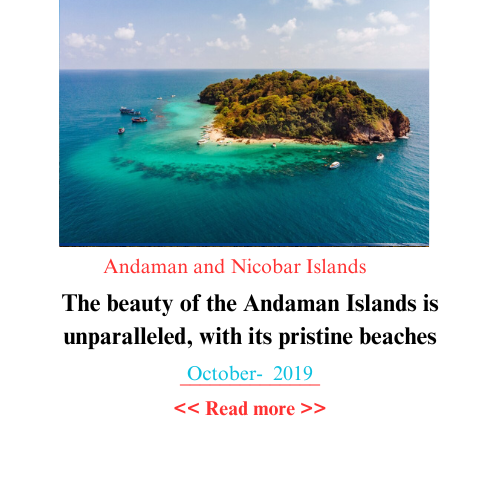 Andaman and Nicobar Islands
The beauty of the Andaman Islands is
unparalleled, with its pristine beaches
October- 2019
<< Read more >>